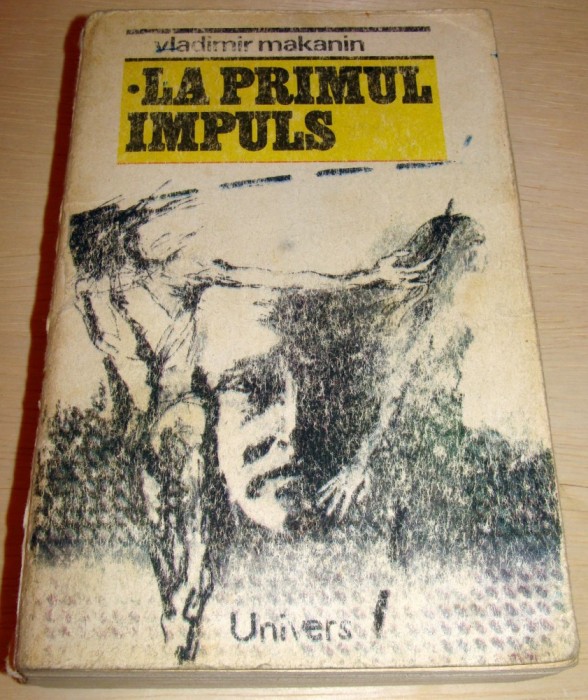 vladimir makanin
·LA PRIMUL
IMPULS
Univers